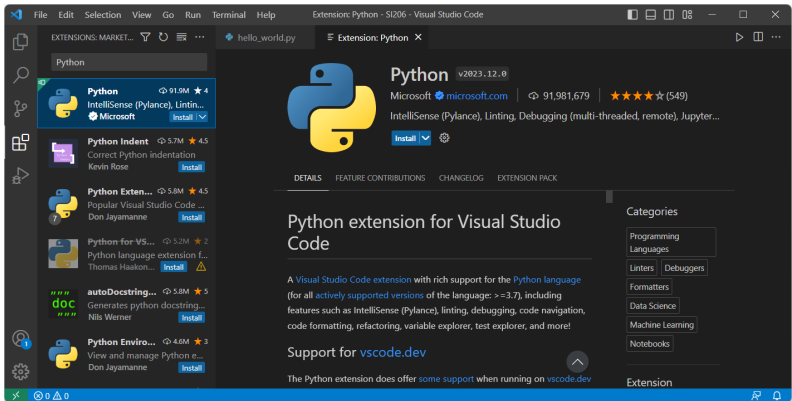 File Edit Selection View Go Run Terminal Help Extension: Python - SI206 - Visual Studio Code
EXTENSIONS: MARKET...
hello_world.py
Extension: Python
Python
Python 91.9M 4
IntelliSense (Pylance), Lintin...
Microsoft Install
Python Indent 5.7M 4.5
Correct Python indentation
Kevin Rose Install
Python Exten... 5.8M 4.5
Popular Visual Studio Code ...
7 Don Jayamanne Install
Python for VS... 5.2M 2
Python language extension f...
Thomas Haakon... Install
autoDocstring... 5.8M 5
Generates python docstring...
doc
Nils Werner Install
Python Enviro... 4.6M 3
View and manage Python e...
Don Jayamanne Install
1
0 0
Python v2023.12.0
Microsoft microsoft.com 91,981,679 (549)
IntelliSense (Pylance), Linting, Debugging (multi-threaded, remote), Jupyter...
Install
DETAILS FEATURE CONTRIBUTIONS CHANGELOG EXTENSION PACK
Python extension for Visual Studio
Code
A Visual Studio Code extension with rich support for the Python language
(for all actively supported versions of the language: >=3.7), including
features such as IntelliSense (Pylance), linting, debugging, code navigation,
code formatting, refactoring, variable explorer, test explorer, and more!
Support for vscode.dev
The Python extension does offer some support when running on vscode.dev
Categories
Programming
Languages
Linters Debuggers
Formatters
Data Science
Machine Learning
Notebooks
Extension